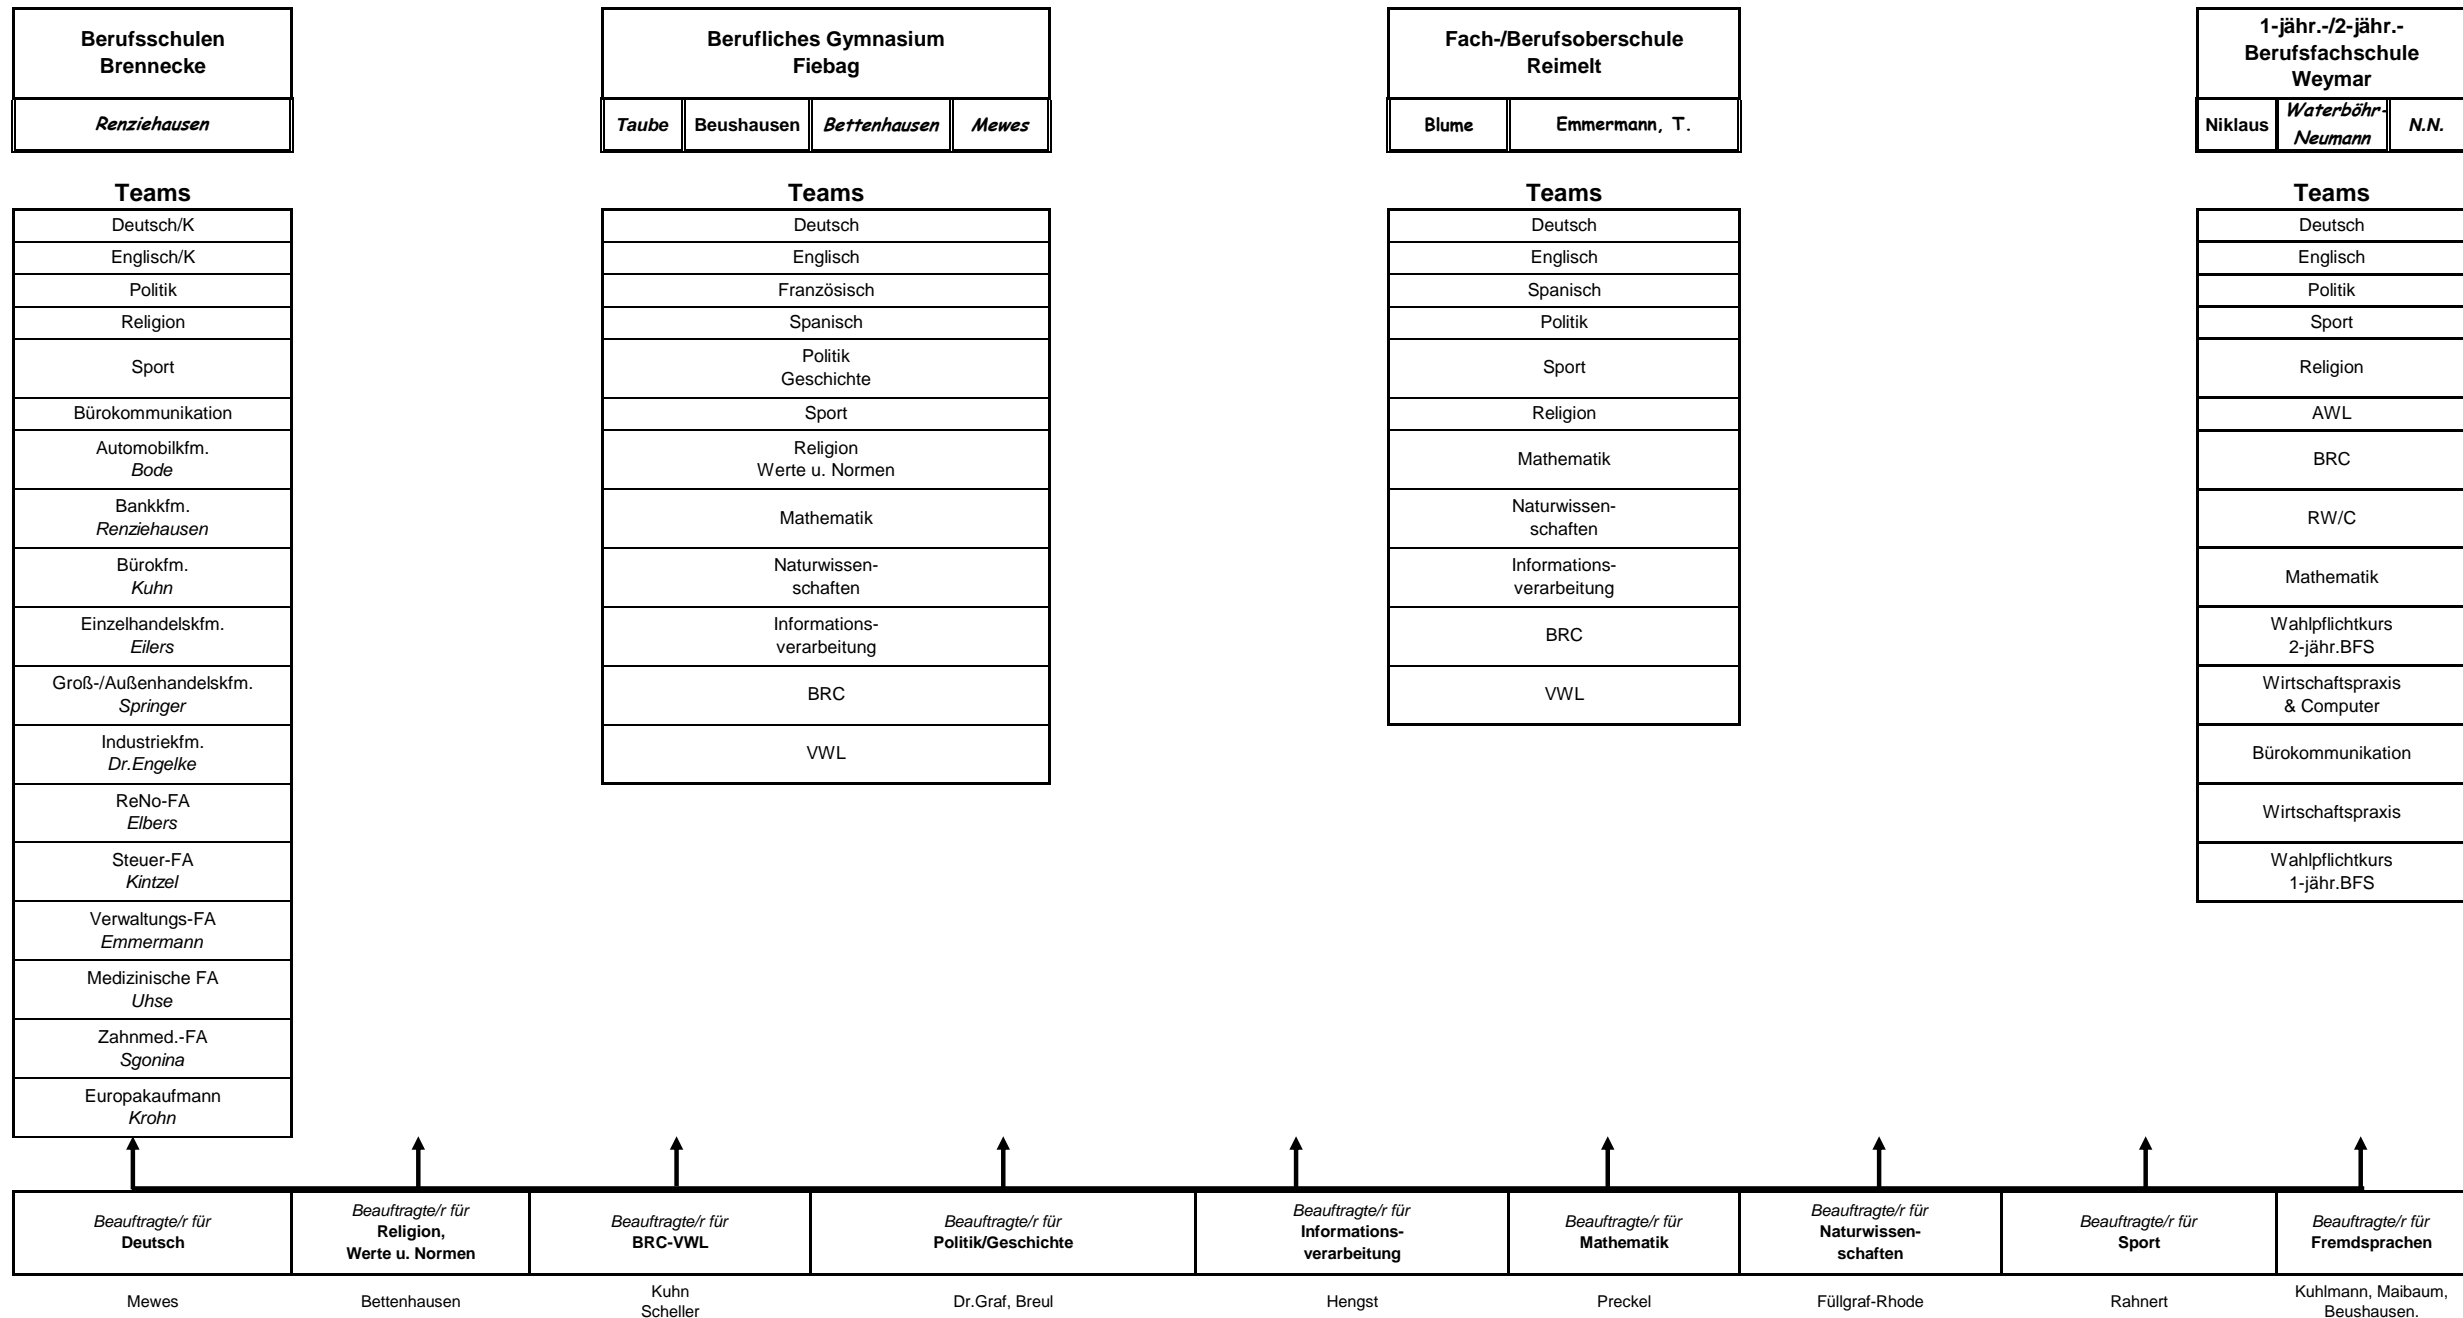 Berufsschulen
Brennecke
Renziehausen
Teams
Deutsch/K
Englisch/K
Politik
Religion
Sport
Bürokommunikation
Automobilkfm.
Bode
Bankkfm.
Renziehausen
Bürokfm.
Kuhn
Einzelhandelskfm.
Eilers
Groß-/Außenhandelskfm.
Springer
Industriekfm.
Dr.Engelke
ReNo-FA
Elbers
Steuer-FA
Kintzel
Verwaltungs-FA
Emmermann
Medizinische FA
Uhse
Zahnmed.-FA
Sgonina
Europakaufmann
Krohn
Berufliches Gymnasium
Fiebag
Taube Beushausen Bettenhausen Mewes
Teams
Deutsch
Englisch
Französisch
Spanisch
Politik
Geschichte
Sport
Religion
Werte u. Normen
Mathematik
Naturwissen-
schaften
Informations-
verarbeitung
BRC
VWL
Fach-/Berufsoberschule
Reimelt
Blume Emmermann, T.
Teams
Deutsch
Englisch
Spanisch
Politik
Sport
Religion
Mathematik
Naturwissen-
schaften
Informations-
verarbeitung
BRC
VWL
1-jähr.-/2-jähr.-
Berufsfachschule
Weymar
Niklaus
Waterböhr-
Neumann
N.N.
Teams
Deutsch
Englisch
Politik
Sport
Religion
AWL
BRC
RW/C
Mathematik
Wahlpflichtkurs
2-jähr.BFS
Wirtschaftspraxis
& Computer
Bürokommunikation
Wirtschaftspraxis
Wahlpflichtkurs
1-jähr.BFS
Beauftragte/r für
Deutsch
Mewes
Beauftragte/r für
Religion,
Werte u. Normen
Bettenhausen
Beauftragte/r für
BRC-VWL
Kuhn
Scheller
Beauftragte/r für
Politik/Geschichte
Dr.Graf, Breul
Beauftragte/r für
Informations-
verarbeitung
Hengst
Beauftragte/r für
Mathematik
Preckel
Beauftragte/r für
Naturwissen-
schaften
Füllgraf-Rhode
Beauftragte/r für
Sport
Rahnert
Beauftragte/r für
Fremdsprachen
Kuhlmann, Maibaum,
Beushausen.